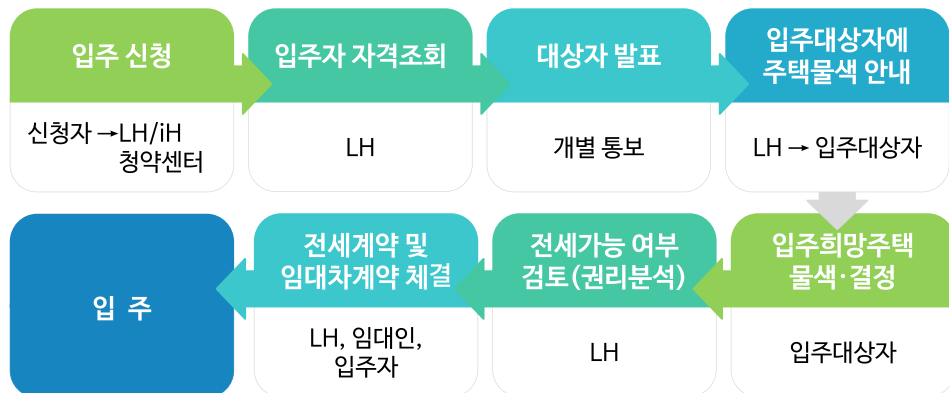 입주 신청
신청자 → LH/iH
청약센터
입주자 자격조회
LH
대상자 발표
개별 통보
입주대상자에
주택물색 안내
LH → 입주대상자
입주희망주택
물색·결정
입주대상자
전세가능 여부
검토(권리분석)
LH
전세계약 및
임대차계약 체결
LH, 임대인,
입주자
입 주